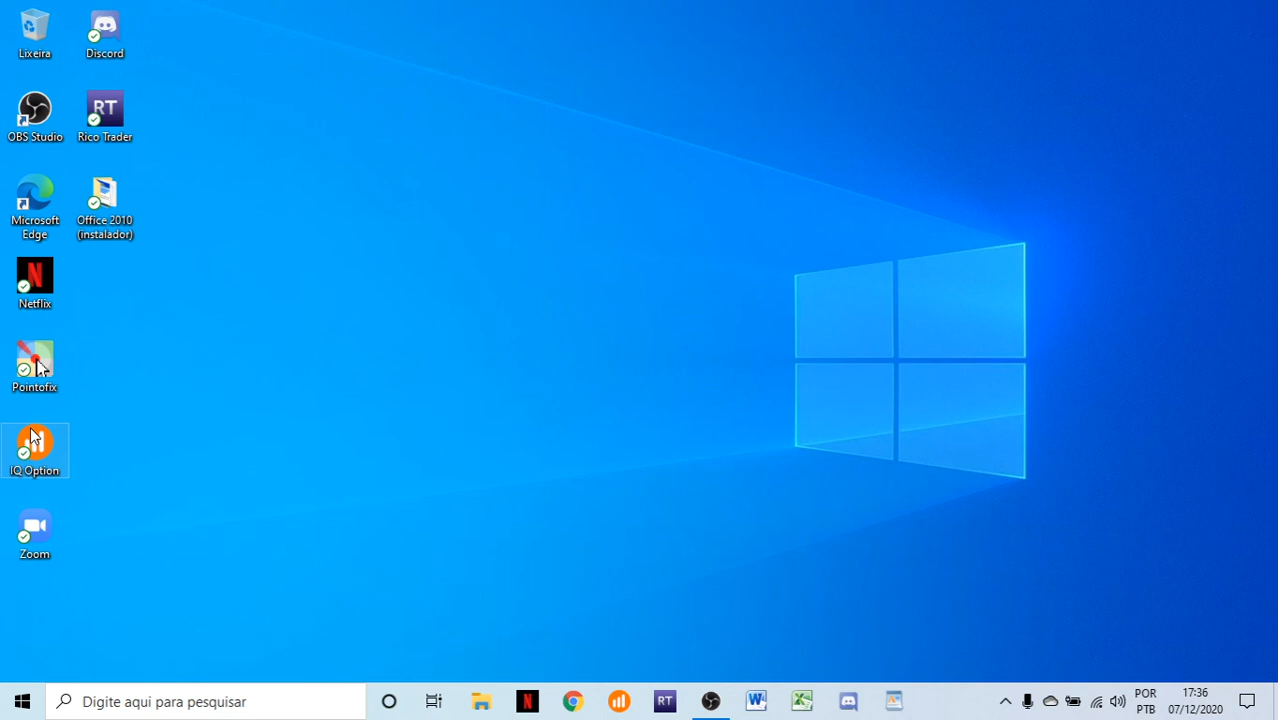 Lixeira
Discord
OBS Studio
RT
Rico Trader
Microsoft
Edge
Office 2010
(instalador)
N
Netflix
Pointofix
IQ Option
Zoom
Digite aqui para pesquisar
N
RT
W
X
POR
PTB
17:36
07/12/2020